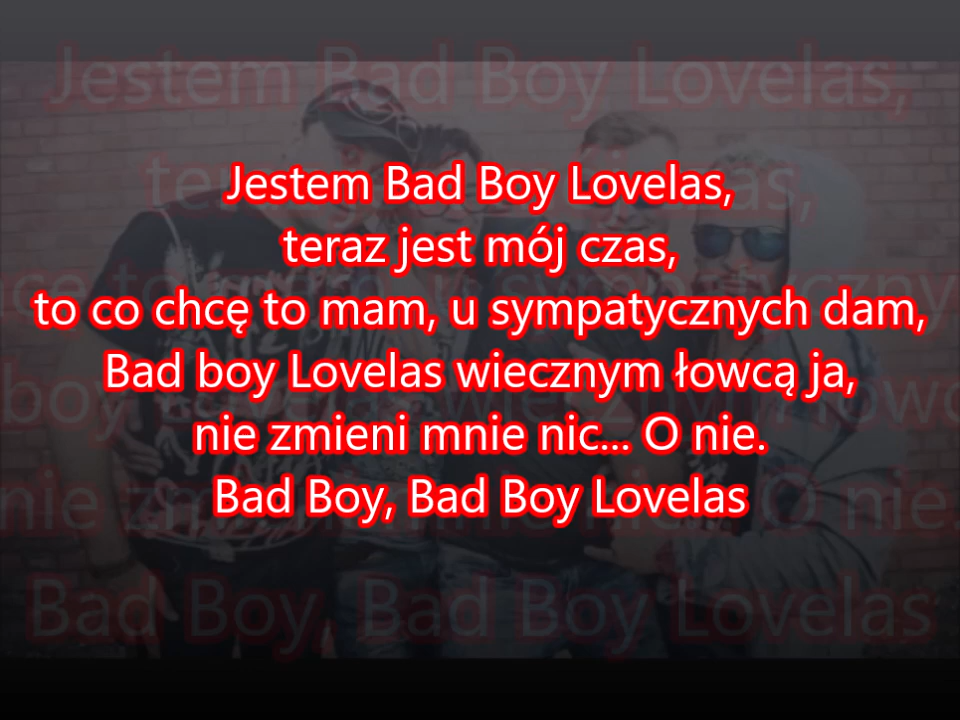 Jestem Bad Boy Lovelas,
teraz jest mój czas,
to co chcę to mam, u sympatycznych dam,
Bad boy Lovelas wiecznym łowcą ja,
nie zmieni mnie nic... O nie.
Bad Boy, Bad Boy Lovelas